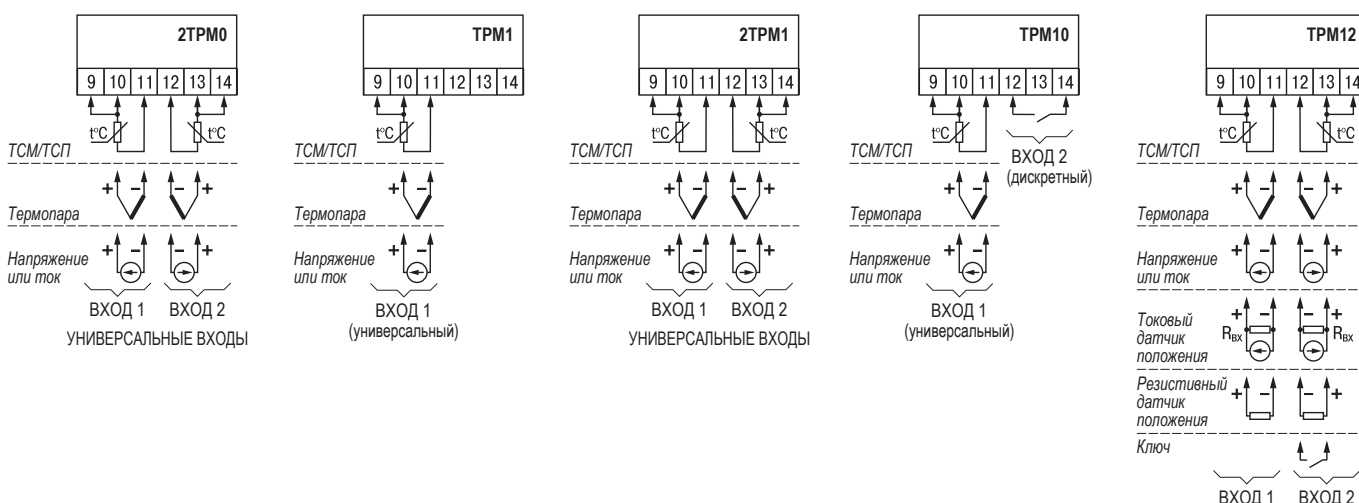 2ТРМ0
9 10 11 12 13 14
t°C t°C
ТСМ/ТСП
+ – – +
Термопара
+ – – +
Напряжение
или ток
ВХОД 1 ВХОД 2
УНИВЕРСАЛЬНЫЕ ВХОДЫ
ТРМ1
9 10 11 12 13 14
t°C
ТСМ/ТСП
+ –
Термопара
+ –
Напряжение
или ток
ВХОД 1
(универсальный)
2ТРМ1
9 10 11 12 13 14
t°C t°C
ТСМ/ТСП
+ – – +
Термопара
+ – – +
Напряжение
или ток
ВХОД 1 ВХОД 2
УНИВЕРСАЛЬНЫЕ ВХОДЫ
ТРМ10
9 10 11 12 13 14
t°C
ТСМ/ТСП
ВХОД 2
(дискретный)
+ –
Термопара
+ –
Напряжение
или ток
ВХОД 1
(универсальный)
ТРМ12
9 10 11 12 13 14
t°C t°C
ТСМ/ТСП
+ – – +
Термопара
+ – – +
Напряжение
или ток
+ – – +
Токовый
датчик
положения
Rвх Rвх
Резистивный
датчик
положения
+ – – +
Ключ
ВХОД 1 ВХОД 2